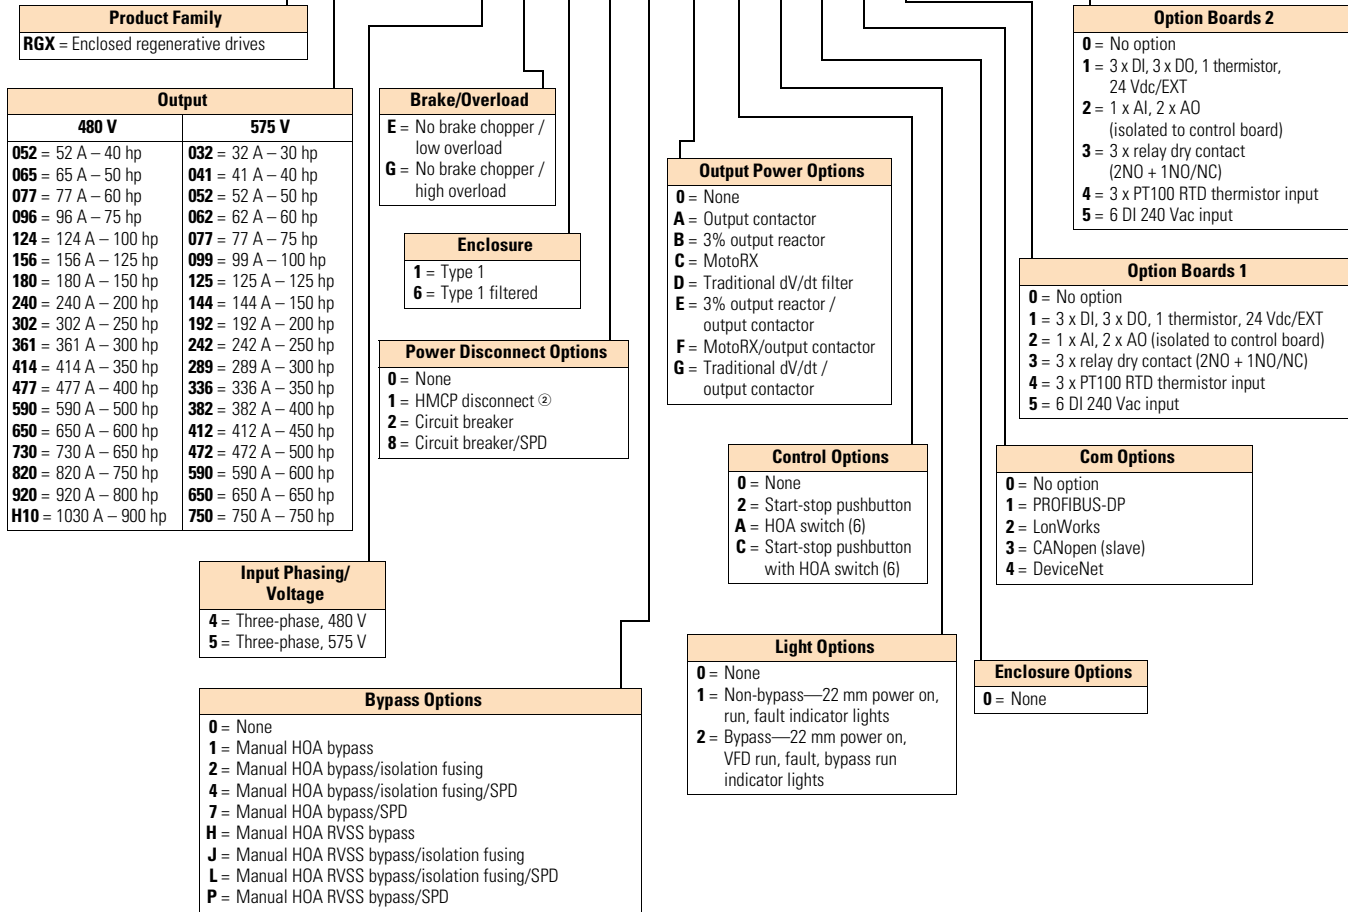 Product Family
RGX = Enclosed regenerative drives
Output
480 V 575 V
052 = 52 A – 40 hp 032 = 32 A – 30 hp
065 = 65 A – 50 hp 041 = 41 A – 40 hp
077 = 77 A – 60 hp 052 = 52 A – 50 hp
096 = 96 A – 75 hp 062 = 62 A – 60 hp
124 = 124 A – 100 hp 077 = 77 A – 75 hp
156 = 156 A – 125 hp 099 = 99 A – 100 hp
180 = 180 A – 150 hp 125 = 125 A – 125 hp
240 = 240 A – 200 hp 144 = 144 A – 150 hp
302 = 302 A – 250 hp 192 = 192 A – 200 hp
361 = 361 A – 300 hp 242 = 242 A – 250 hp
414 = 414 A – 350 hp 289 = 289 A – 300 hp
477 = 477 A – 400 hp 336 = 336 A – 350 hp
590 = 590 A – 500 hp 382 = 382 A – 400 hp
650 = 650 A – 600 hp 412 = 412 A – 450 hp
730 = 730 A – 650 hp 472 = 472 A – 500 hp
820 = 820 A – 750 hp 590 = 590 A – 600 hp
920 = 920 A – 800 hp 650 = 650 A – 650 hp
H10 = 1030 A – 900 hp 750 = 750 A – 750 hp
Input Phasing/
Voltage
4 = Three-phase, 480 V
5 = Three-phase, 575 V
Brake/Overload
E = No brake chopper /
low overload
G = No brake chopper /
high overload
Enclosure
1 = Type 1
6 = Type 1 filtered
Power Disconnect Options
0 = None
1 = HMCP disconnect ②
2 = Circuit breaker
8 = Circuit breaker/SPD
Bypass Options
0 = None
1 = Manual HOA bypass
2 = Manual HOA bypass/isolation fusing
4 = Manual HOA bypass/isolation fusing/SPD
7 = Manual HOA bypass/SPD
H = Manual HOA RVSS bypass
J = Manual HOA RVSS bypass/isolation fusing
L = Manual HOA RVSS bypass/isolation fusing/SPD
P = Manual HOA RVSS bypass/SPD
Output Power Options
0 = None
A = Output contactor
B = 3% output reactor
C = MotoRX
D = Traditional dV/dt filter
E = 3% output reactor /
output contactor
F = MotoRX/output contactor
G = Traditional dV/dt /
output contactor
Control Options
0 = None
2 = Start-stop pushbutton
A = HOA switch (6)
C = Start-stop pushbutton
with HOA switch (6)
Light Options
0 = None
1 = Non-bypass—22 mm power on,
run, fault indicator lights
2 = Bypass—22 mm power on,
VFD run, fault, bypass run
indicator lights
Enclosure Options
0 = None
Com Options
0 = No option
1 = PROFIBUS-DP
2 = LonWorks
3 = CANopen (slave)
4 = DeviceNet
Option Boards 1
0 = No option
1 = 3 x DI, 3 x DO, 1 thermistor, 24 Vdc/EXT
2 = 1 x AI, 2 x AO (isolated to control board)
3 = 3 x relay dry contact (2NO + 1NO/NC)
4 = 3 x PT100 RTD thermistor input
5 = 6 DI 240 Vac input
Option Boards 2
0 = No option
1 = 3 x DI, 3 x DO, 1 thermistor,
24 Vdc/EXT
2 = 1 x AI, 2 x AO
(isolated to control board)
3 = 3 x relay dry contact
(2NO + 1NO/NC)
4 = 3 x PT100 RTD thermistor input
5 = 6 DI 240 Vac input